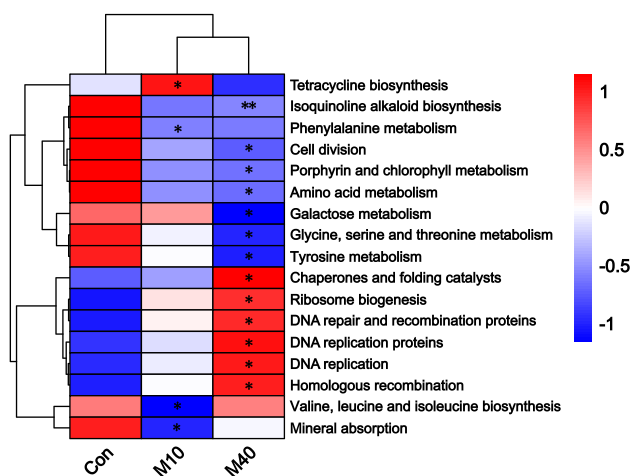 * Tetracycline biosynthesis
** Isoquinoline alkaloid biosynthesis
* Phenylalanine metabolism
* Cell division
* Porphyrin and chlorophyll metabolism
* Amino acid metabolism
* Galactose metabolism
* Glycine, serine and threonine metabolism
* Tyrosine metabolism
* Chaperones and folding catalysts
* Ribosome biogenesis
* DNA repair and recombination proteins
* DNA replication proteins
* DNA replication
* Homologous recombination
* Valine, leucine and isoleucine biosynthesis
* Mineral absorption
Con M10 M40
1
0.5
0
-0.5
-1